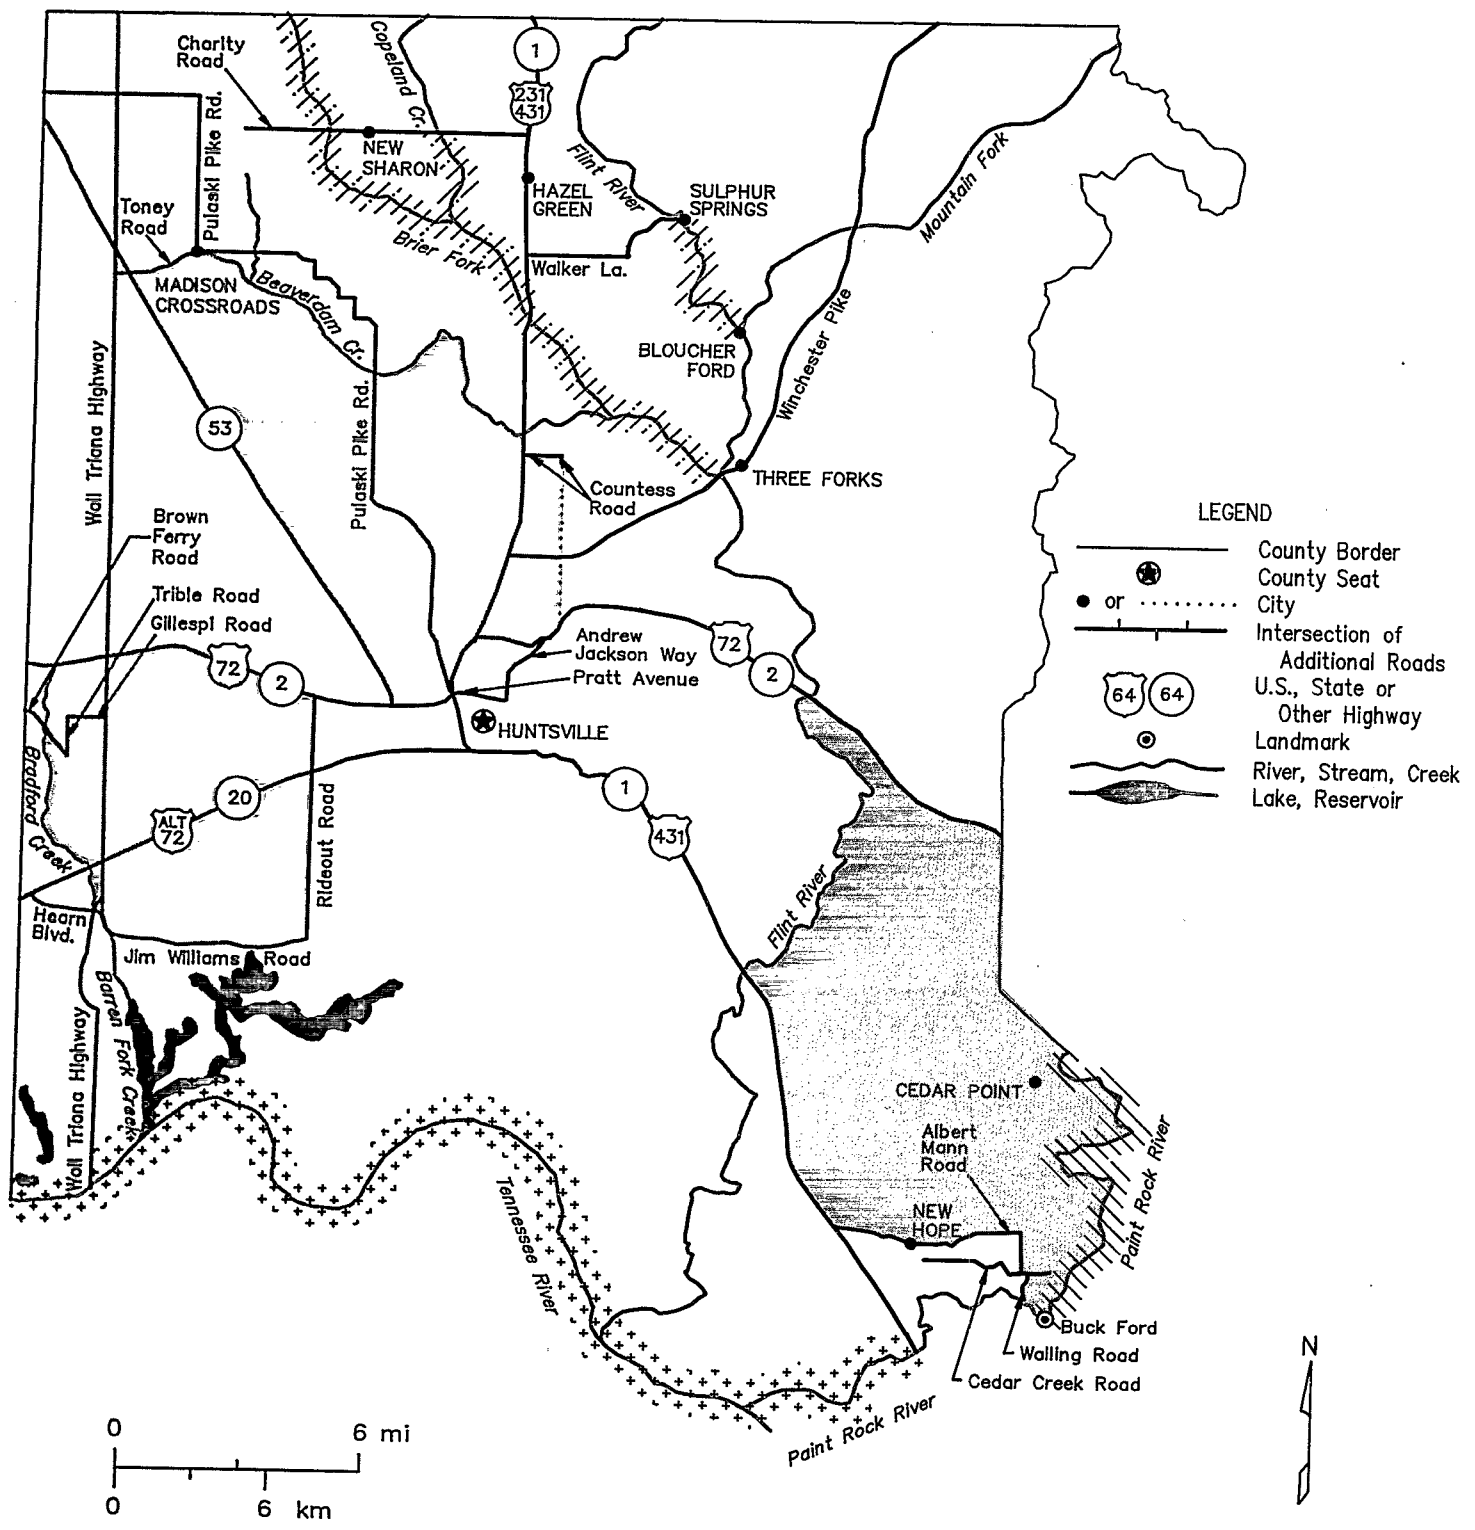 1
231
431
Charity
Road
Copeland Cr.
Pulaski Pike Rd.
NEW
SHARON
HAZEL
GREEN
Flint River
SULPHUR
SPRINGS
Mountain Fork
Toney
Road
Brier Fork
Walker La.
MADISON
CROSSROADS
Beaverdam Cr.
BLOUCHER
FORD
Winchester Pike
Wall Triana Highway
53
Pulaski Pike Rd.
THREE FORKS
Countess
Road
Brown
Ferry
Road
Trible Road
Gillespi Road
LEGEND
County Border
County Seat
or
City
Intersection of
Additional Roads
64
64
U.S., State or
Other Highway
Landmark
River, Stream, Creek
Lake, Reservoir
72
2
Andrew
Jackson Way
Pratt Avenue
72
2
HUNTSVILLE
Bradford Creek
20
ALT
72
Rideout Road
1
431
Flint River
Hearn
Blvd.
Jim Williams Road
Barren Fork Creek
Wall Triana Highway
CEDAR POINT
Albert
Mann
Road
Paint Rock River
NEW
HOPE
Tennessee River
Buck Ford
Walling Road
Cedar Creek Road
Paint Rock River
N
0
6 mi
0
6 km